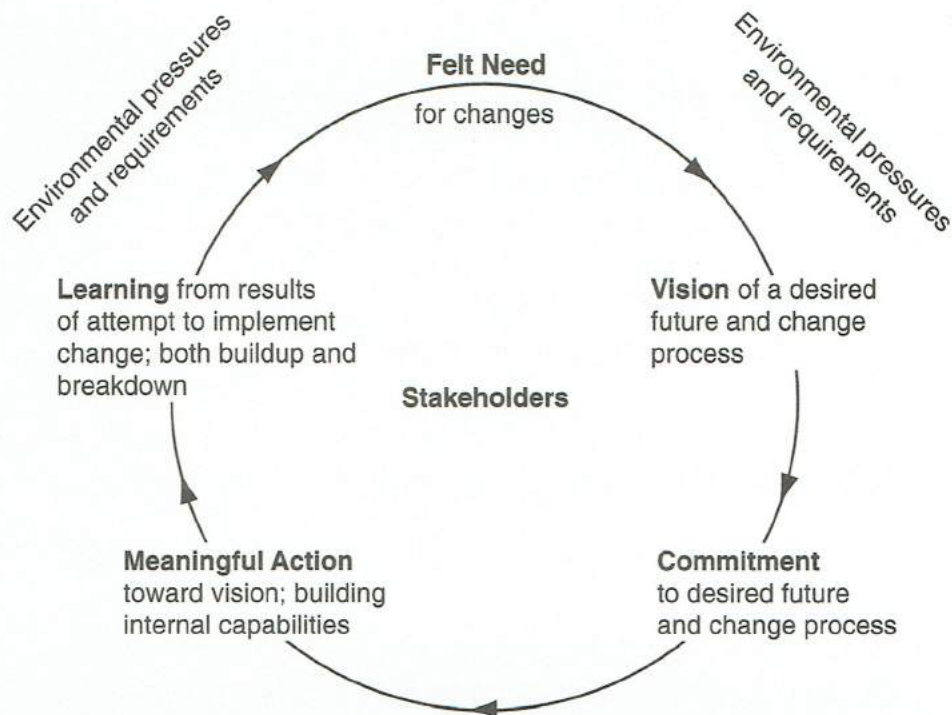 Environmental pressures
and requirements
Felt Need
for changes
Environmental pressures
and requirements
Learning from results
of attempt to implement
change; both buildup and
breakdown
Vision of a desired
future and change
process
Stakeholders
Meaningful Action
toward vision; building
internal capabilities
Commitment
to desired future
and change process